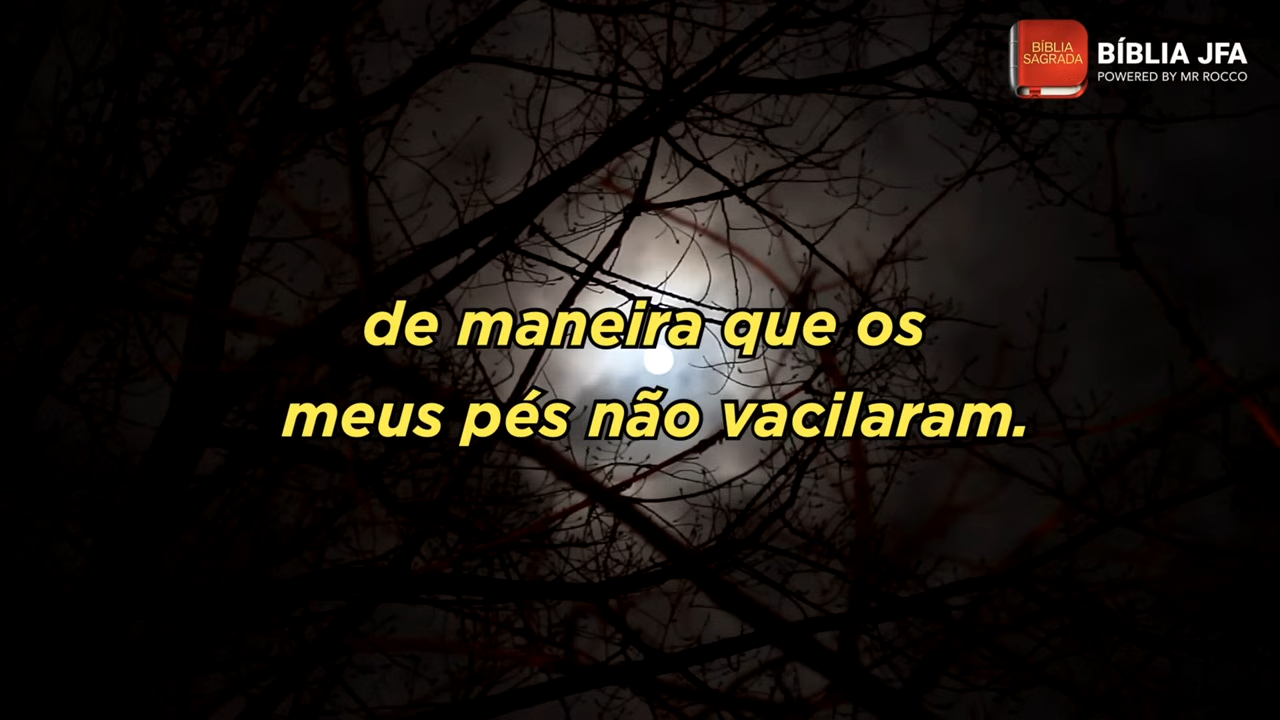 BÍBLIA
SAGRADA
BÍBLIA JFA
POWERED BY MR ROCCO
de maneira que os
meus pés não vacilaram.